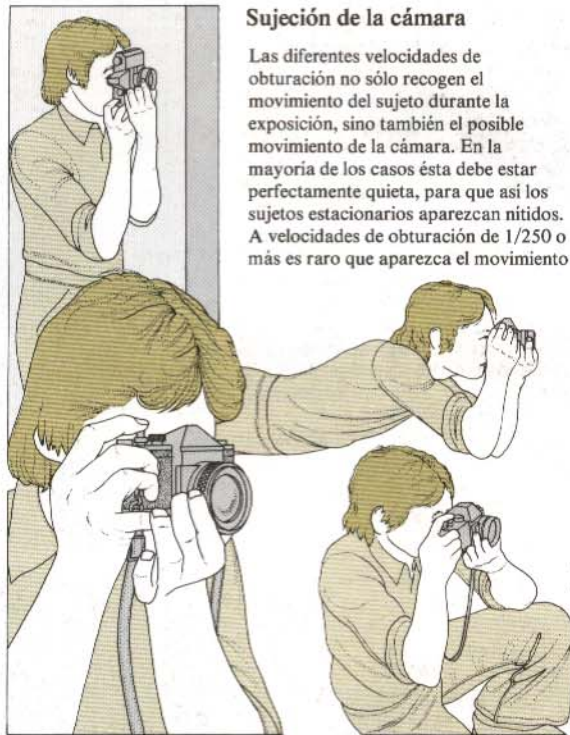 Sujeción de la cámara
Las diferentes velocidades de
obturación no sólo recogen el
movimiento del sujeto durante la
exposición, sino también el posible
movimiento de la cámara. En la
mayoría de los casos ésta debe estar
perfectamente quieta, para que así los
sujetos estacionarios aparezcan nítidos.
A velocidades de obturación de 1/250 o
más es raro que aparezca el movimiento